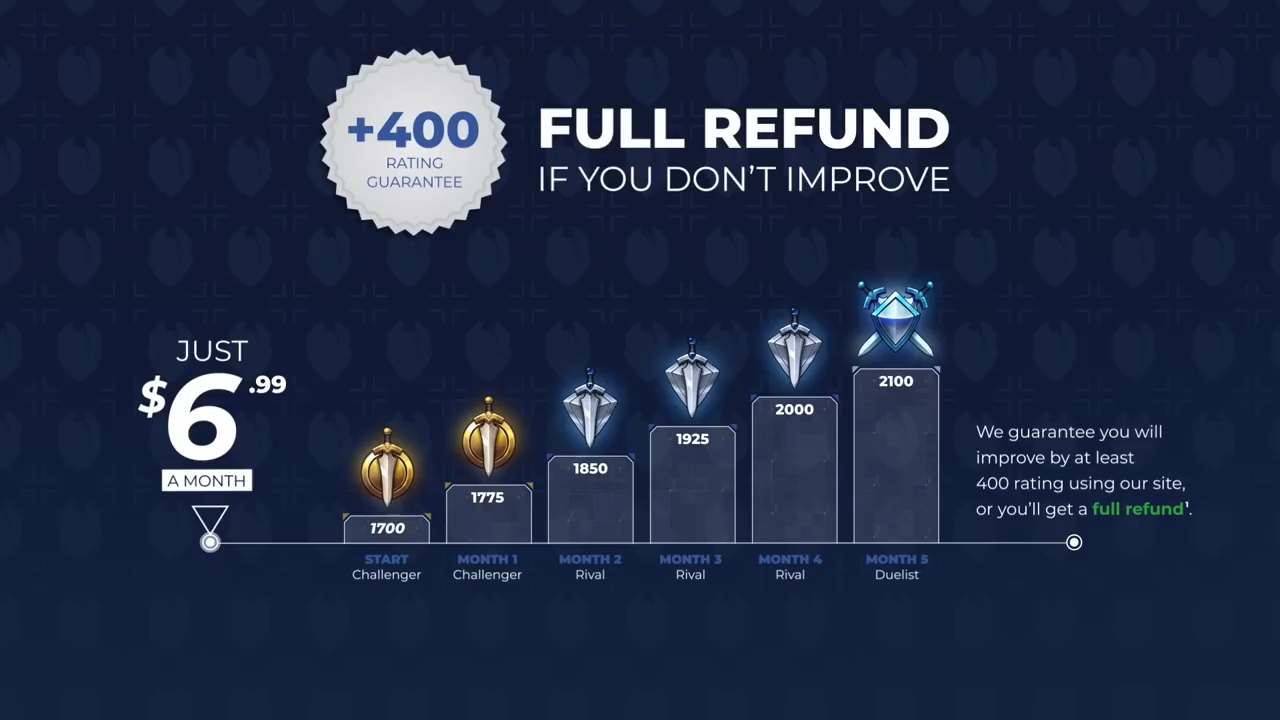 +400
RATING
GUARANTEE
FULL REFUND
IF YOU DON'T IMPROVE
JUST
$6.99
A MONTH
1700
1775
1850
1925
2000
2100
START
Challenger
MONTH 1
Challenger
MONTH 2
Rival
MONTH 3
Rival
MONTH 4
Rival
MONTH 5
Duelist
We guarantee you will
improve by at least
400 rating using our site,
or you'll get a full refund¹.